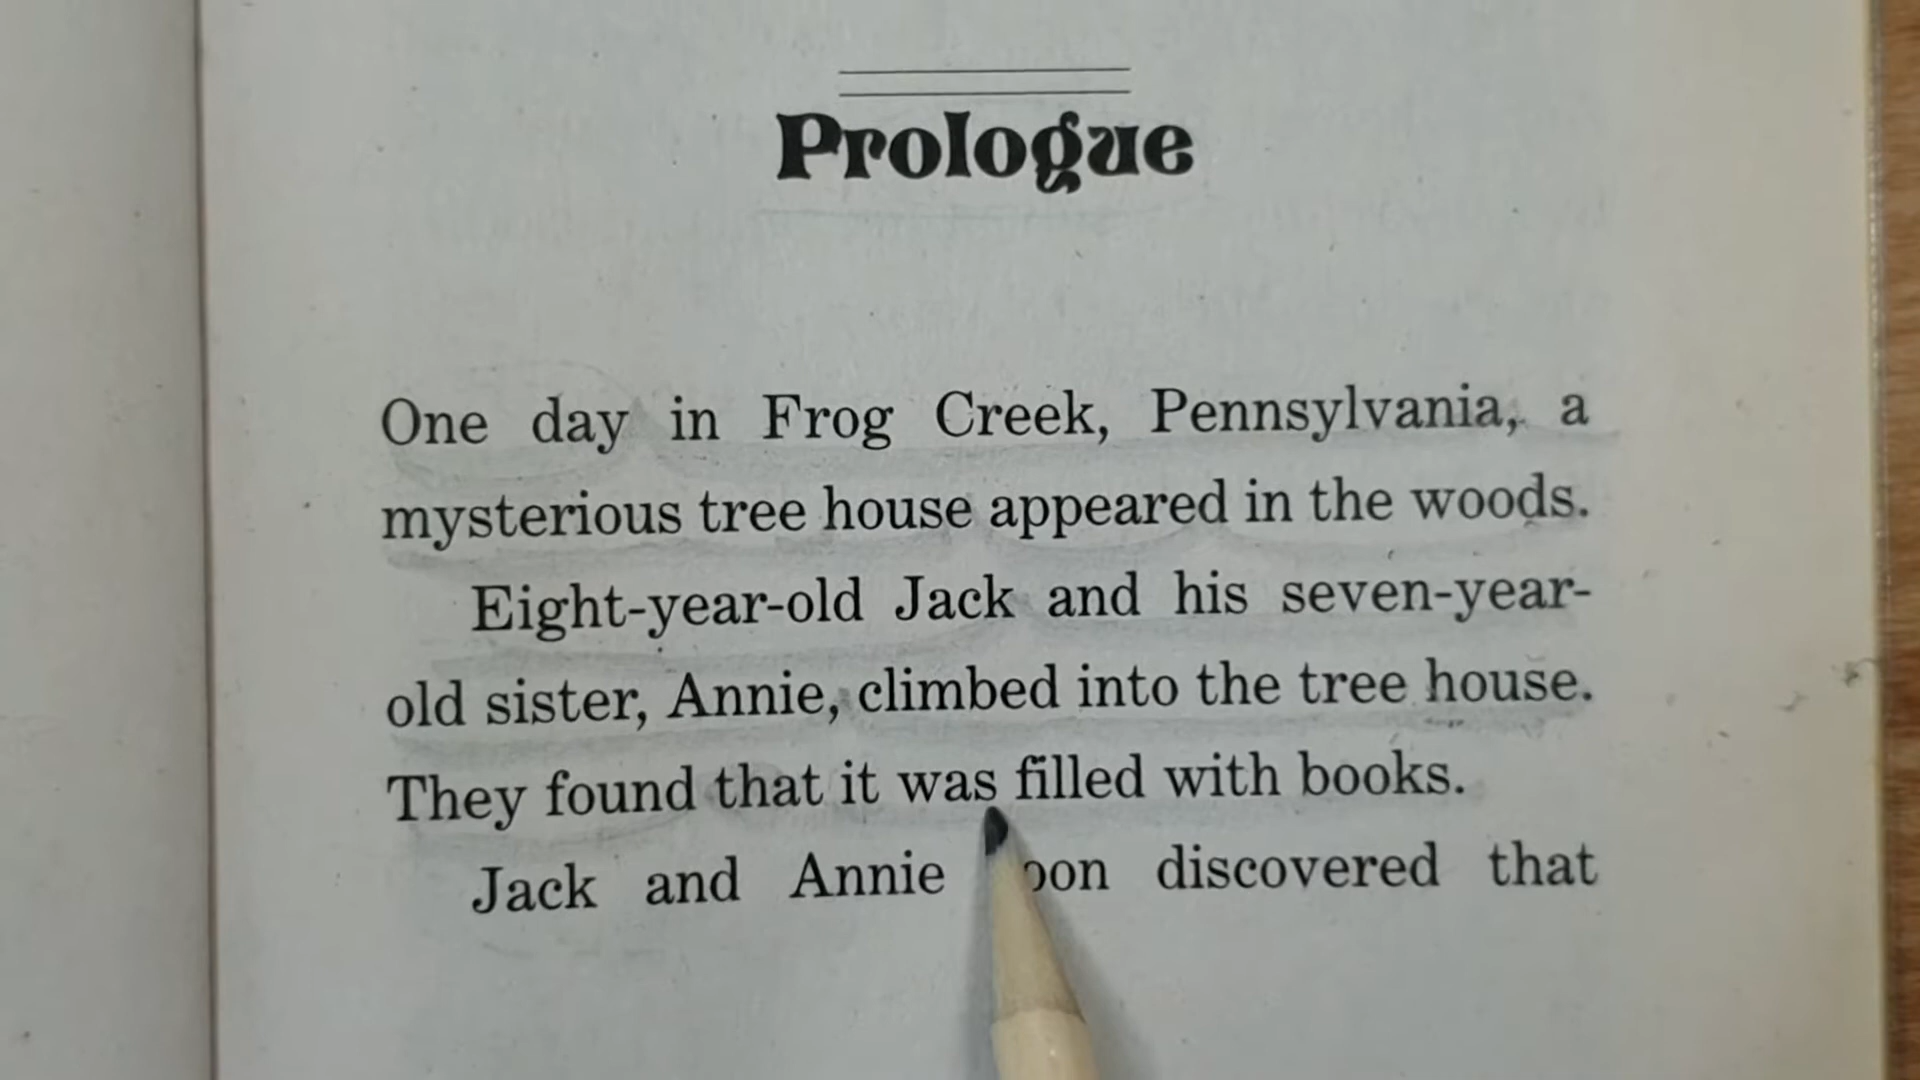 Prologue
One day in Frog Creek, Pennsylvania, a
mysterious tree house appeared in the woods.
Eight-year-old Jack and his seven-year-
old sister, Annie, climbed into the tree house.
They found that it was filled with books.
Jack and Annie oon discovered that